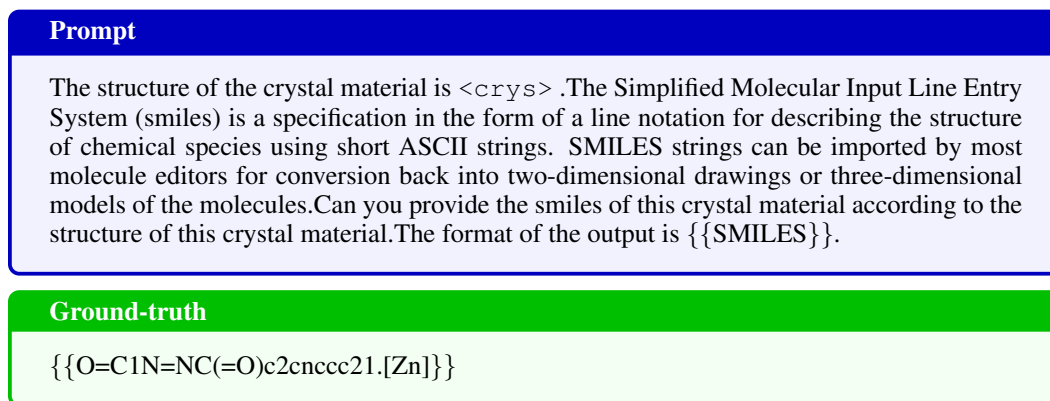 Prompt
The structure of the crystal material is <crys> .The Simplified Molecular Input Line Entry
System (smiles) is a specification in the form of a line notation for describing the structure
of chemical species using short ASCII strings. SMILES strings can be imported by most
molecule editors for conversion back into two-dimensional drawings or three-dimensional
models of the molecules.Can you provide the smiles of this crystal material according to the
structure of this crystal material.The format of the output is {{SMILES}}.
Ground-truth
{{O=C1N=NC(=O)c2cnccc21.[Zn]}}